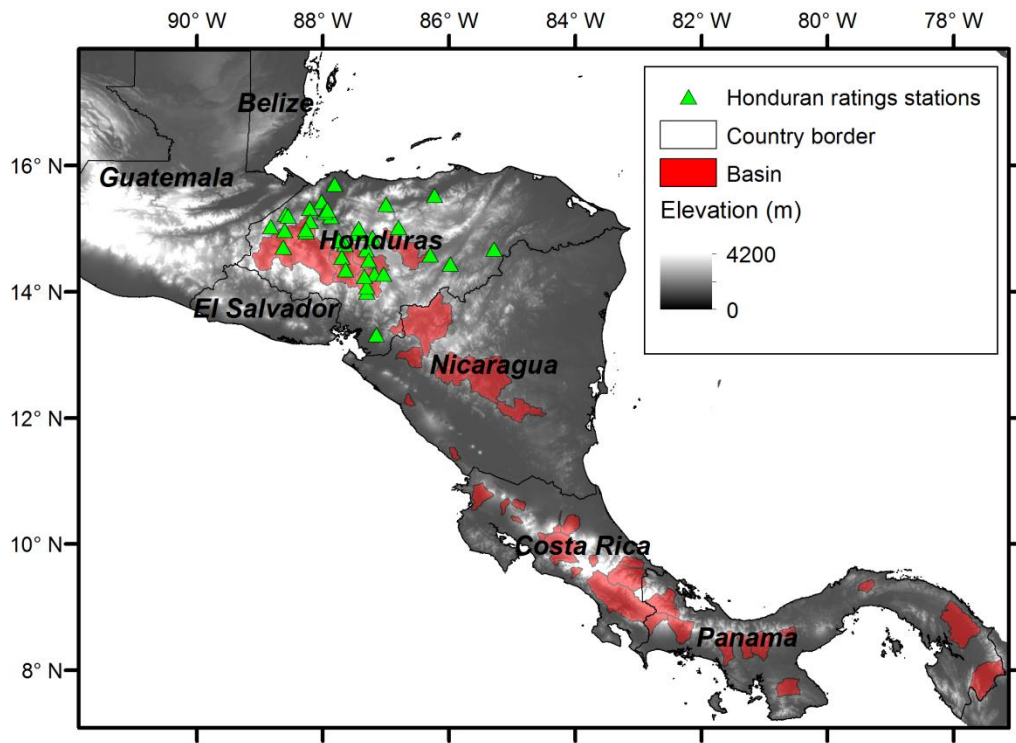 90° W 88° W 86° W 84° W 82° W 80° W 78° W
16° N
14° N
12° N
10° N
8° N
Belize
Guatemala
Honduras
El Salvador
Nicaragua
Costa Rica
Panama
Honduran ratings stations
Country border
Basin
Elevation (m)
4200
0